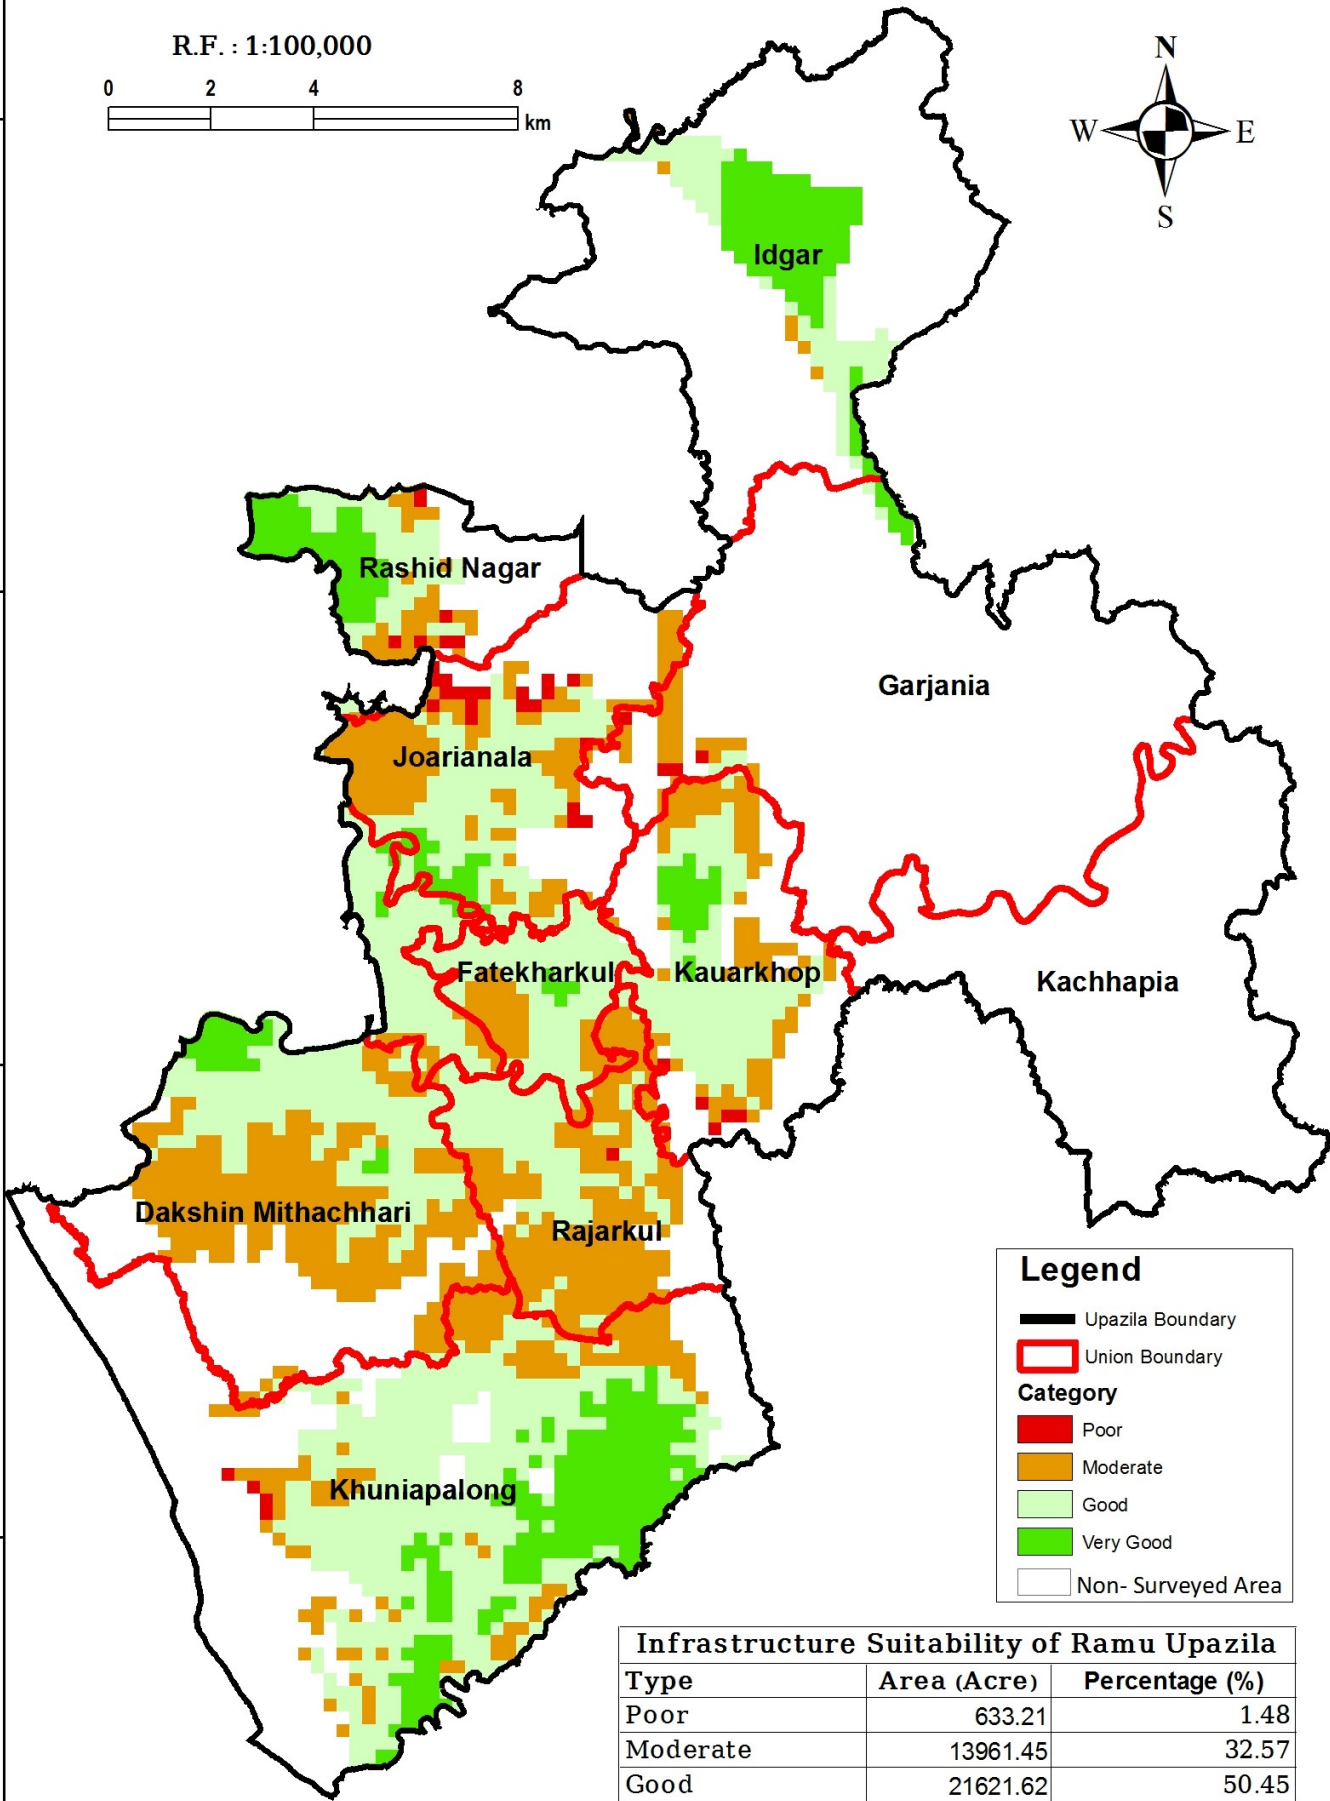 R.F. : 1:100,000
0 2 4 8
km
N
W E
S
Idgar
Rashid Nagar
Garjania
Joarianala
Fatekharkul
Kauarkhop
Kachhapia
Dakshin Mithachhari
Rajarkul
Khuniapalong
Legend
Upazila Boundary
Union Boundary
Category
Poor
Moderate
Good
Very Good
Non- Surveyed Area
Infrastructure Suitability of Ramu Upazila
Type Area (Acre) Percentage (%)
Poor 633.21 1.48
Moderate 13961.45 32.57
Good 21621.62 50.45